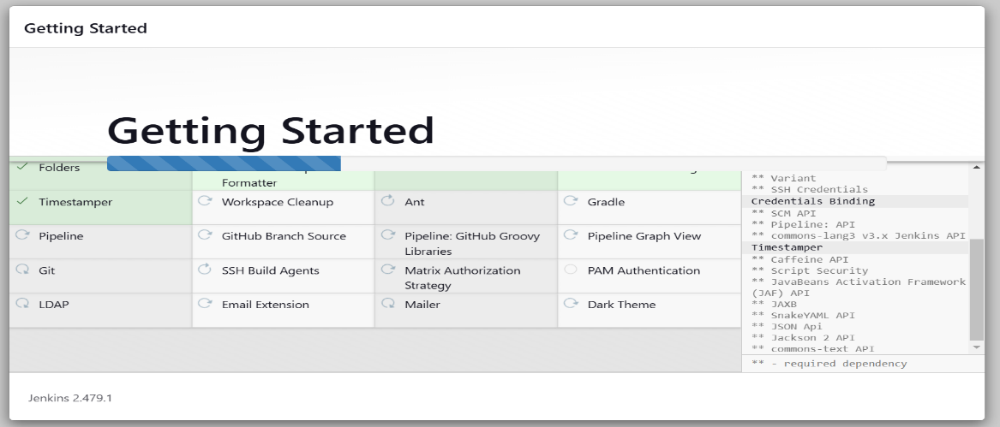 Getting Started
Getting Started
Folders
Formatter
Timestamper
Workspace Cleanup
Ant
Gradle
Pipeline
GitHub Branch Source
Pipeline: GitHub Groovy
Libraries
Pipeline Graph View
Git
SSH Build Agents
Matrix Authorization
Strategy
PAM Authentication
LDAP
Email Extension
Mailer
Dark Theme
** Variant
** SSH Credentials
Credentials Binding
** SCM API
** Pipeline: API
** commons-lang3 v3.x Jenkins API
Timestamper
** Caffeine API
** Script Security
** JavaBeans Activation Framework
(JAF) API
** JAXB
** SnakeYAML API
** JSON Api
** Jackson 2 API
** commons-text API
** - required dependency
Jenkins 2.479.1